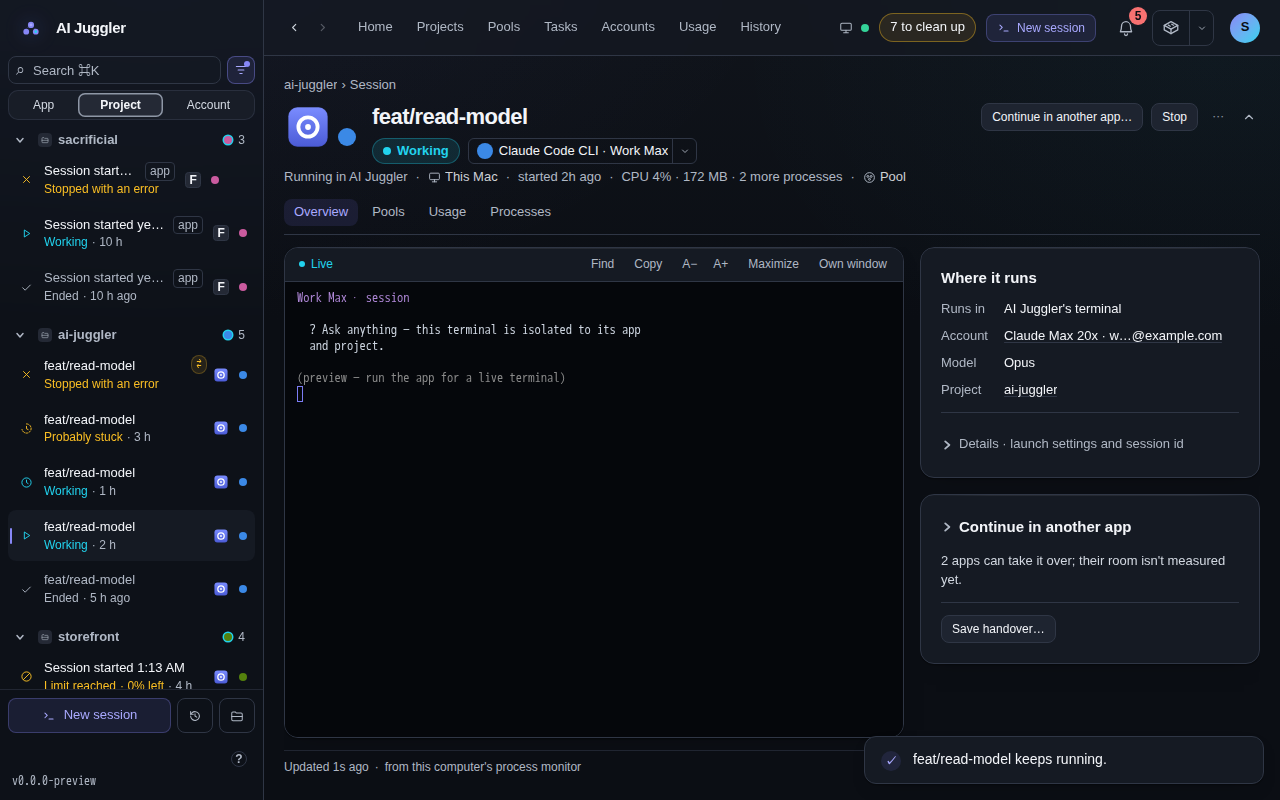 AI Juggler
Search ⌘K
App Project Account
sacrificial 3
Session start… app
Stopped with an error F
Session started ye… app
Working · 10 h F
Session started ye… app
Ended · 10 h ago F
ai-juggler 5
feat/read-model
Stopped with an error
feat/read-model
Probably stuck · 3 h
feat/read-model
Working · 1 h
feat/read-model
Working · 2 h
feat/read-model
Ended · 5 h ago
storefront 4
Session started 1:13 AM
Limit reached · 0% left · 4 h
New session
?
v0.0.0-preview
Home Projects Pools Tasks Accounts Usage History
7 to clean up
New session
5
S
ai-juggler › Session
feat/read-model
Continue in another app… Stop ···
Working
Claude Code CLI · Work Max
Running in AI Juggler · This Mac · started 2h ago · CPU 4% · 172 MB · 2 more processes · Pool
Overview Pools Usage Processes
Live Find Copy A− A+ Maximize Own window
Work Max · session
? Ask anything — this terminal is isolated to its app
and project.
(preview — run the app for a live terminal)
Updated 1s ago · from this computer's process monitor
Where it runs
Runs in AI Juggler's terminal
Account Claude Max 20x · w…@example.com
Model Opus
Project ai-juggler
Details · launch settings and session id
Continue in another app
2 apps can take it over; their room isn't measured
yet.
Save handover…
feat/read-model keeps running.